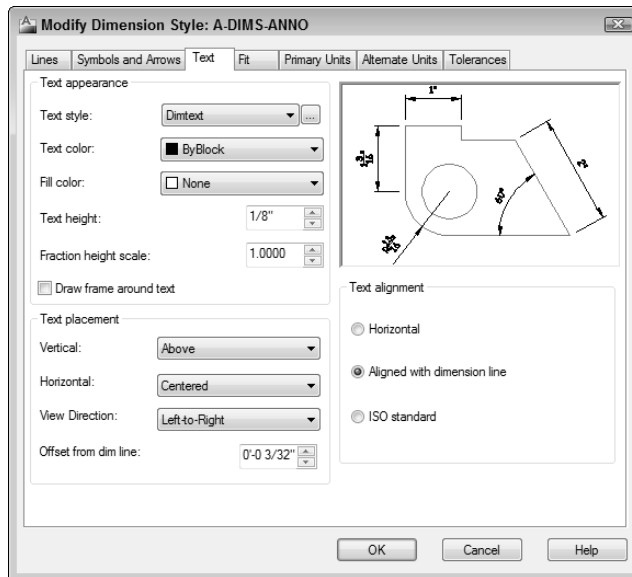 Modify Dimension Style: A-DIMS-ANNO
Lines Symbols and Arrows Text Fit Primary Units Alternate Units Tolerances
Text appearance
Text style: Dimtext ...
Text color: ByBlock
Fill color: None
Text height: 1/8"
Fraction height scale: 1.0000
Draw frame around text
Text placement
Vertical: Above
Horizontal: Centered
View Direction: Left-to-Right
Offset from dim line: 0'-0 3/32"
1"
60°
Text alignment
Horizontal
Aligned with dimension line
ISO standard
OK Cancel Help